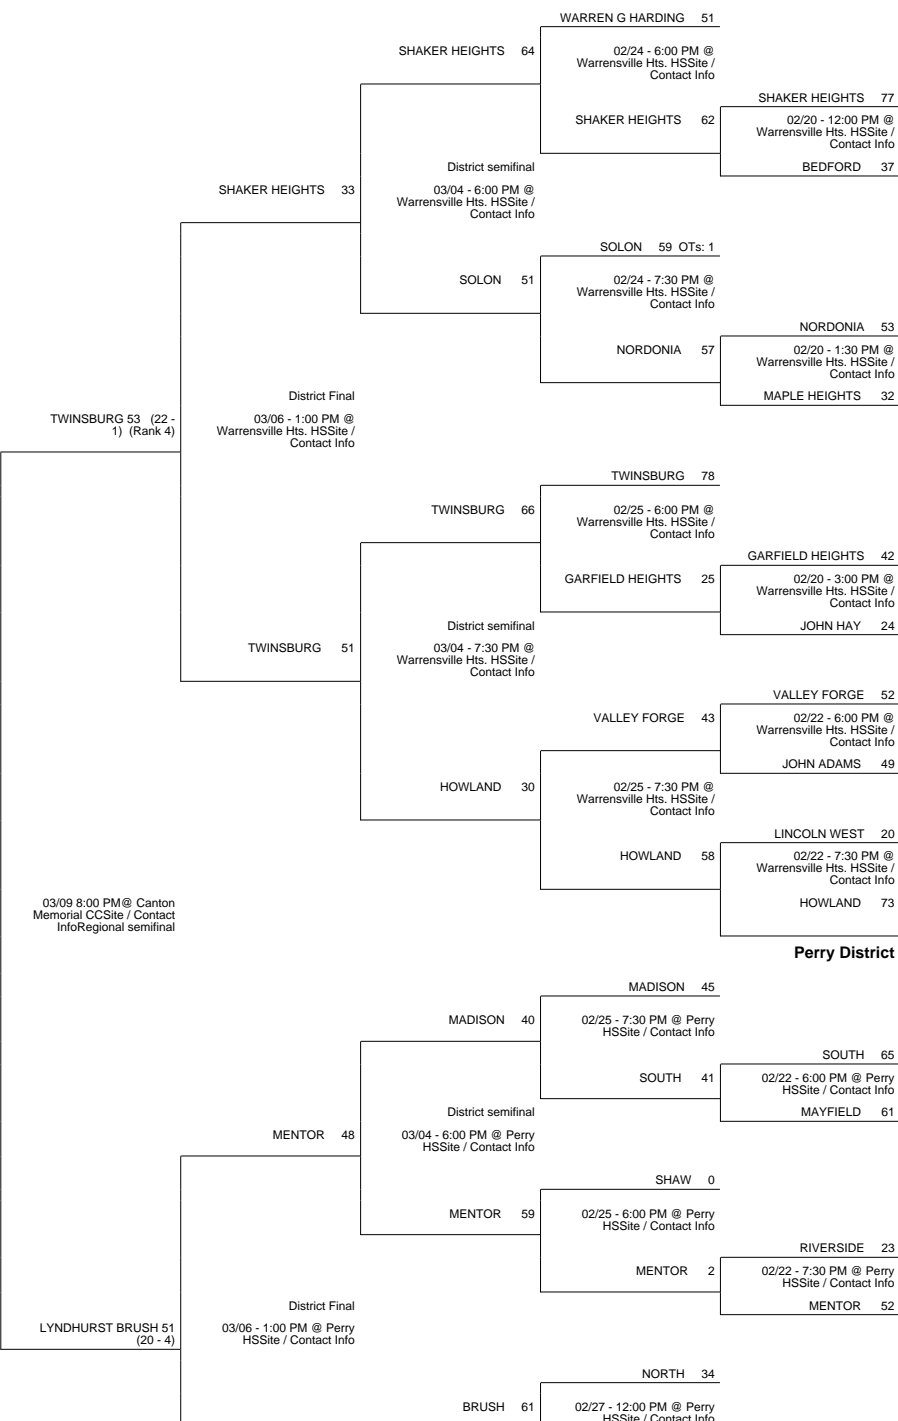 WARREN G HARDING 51
SHAKER HEIGHTS 64
02/24 - 6:00 PM @
Warrensville Hts. HSSite /
Contact Info
SHAKER HEIGHTS 77
SHAKER HEIGHTS 62
02/20 - 12:00 PM @
Warrensville Hts. HSSite /
Contact Info
District semifinal
BEDFORD 37
SHAKER HEIGHTS 33
03/04 - 6:00 PM @
Warrensville Hts. HSSite /
Contact Info
SOLON 59 OTs: 1
SOLON 51
02/24 - 7:30 PM @
Warrensville Hts. HSSite /
Contact Info
NORDONIA 53
NORDONIA 57
02/20 - 1:30 PM @
Warrensville Hts. HSSite /
Contact Info
District Final
MAPLE HEIGHTS 32
TWINSBURG 53 (22 -
1) (Rank 4)
03/06 - 1:00 PM @
Warrensville Hts. HSSite /
Contact Info
TWINSBURG 78
TWINSBURG 66
02/25 - 6:00 PM @
Warrensville Hts. HSSite /
Contact Info
GARFIELD HEIGHTS 42
GARFIELD HEIGHTS 25
02/20 - 3:00 PM @
Warrensville Hts. HSSite /
Contact Info
District semifinal
JOHN HAY 24
TWINSBURG 51
03/04 - 7:30 PM @
Warrensville Hts. HSSite /
Contact Info
VALLEY FORGE 52
VALLEY FORGE 43
02/22 - 6:00 PM @
Warrensville Hts. HSSite /
Contact Info
JOHN ADAMS 49
HOWLAND 30
02/25 - 7:30 PM @
Warrensville Hts. HSSite /
Contact Info
LINCOLN WEST 20
HOWLAND 58
02/22 - 7:30 PM @
Warrensville Hts. HSSite /
Contact Info
HOWLAND 73
03/09 8:00 PM@ Canton
Memorial CCSite / Contact
InfoRegional semifinal
Perry District
MADISON 45
MADISON 40
02/25 - 7:30 PM @ Perry
HSSite / Contact Info
SOUTH 65
SOUTH 41
02/22 - 6:00 PM @ Perry
HSSite / Contact Info
District semifinal
MAYFIELD 61
MENTOR 48
03/04 - 6:00 PM @ Perry
HSSite / Contact Info
SHAW 0
MENTOR 59
02/25 - 6:00 PM @ Perry
HSSite / Contact Info
RIVERSIDE 23
MENTOR 2
02/22 - 7:30 PM @ Perry
HSSite / Contact Info
District Final
MENTOR 52
LYNDHURST BRUSH 51
(20 - 4)
03/06 - 1:00 PM @ Perry
HSSite / Contact Info
NORTH 34
BRUSH 61
02/27 - 12:00 PM @ Perry
HSSite / Contact Info